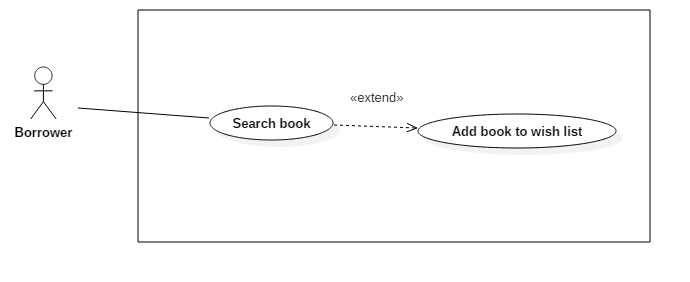 «extend»
Search book
Add book to wish list
Borrower